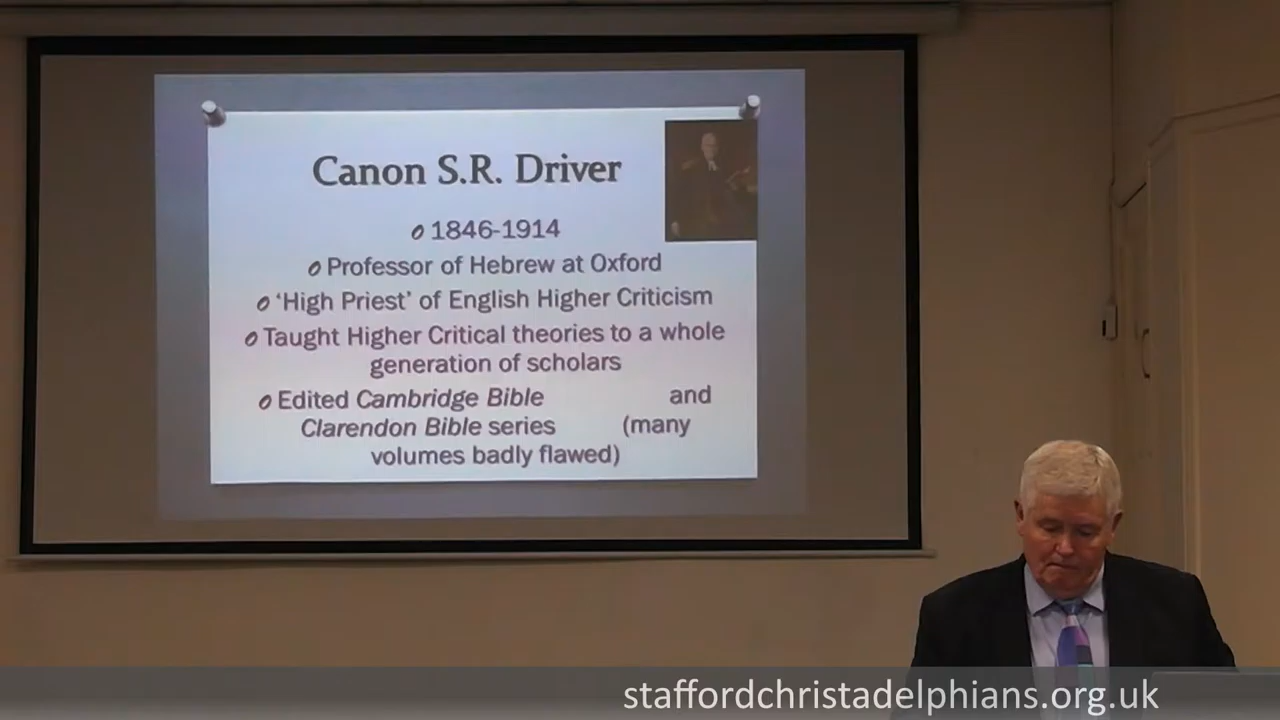 Canon S.R. Driver
1846-1914
Professor of Hebrew at Oxford
‘High Priest’ of English Higher Criticism
Taught Higher Critical theories to a whole
generation of scholars
Edited Cambridge Bible and
Clarendon Bible series (many
volumes badly flawed)
staffordchristadelphians.org.uk